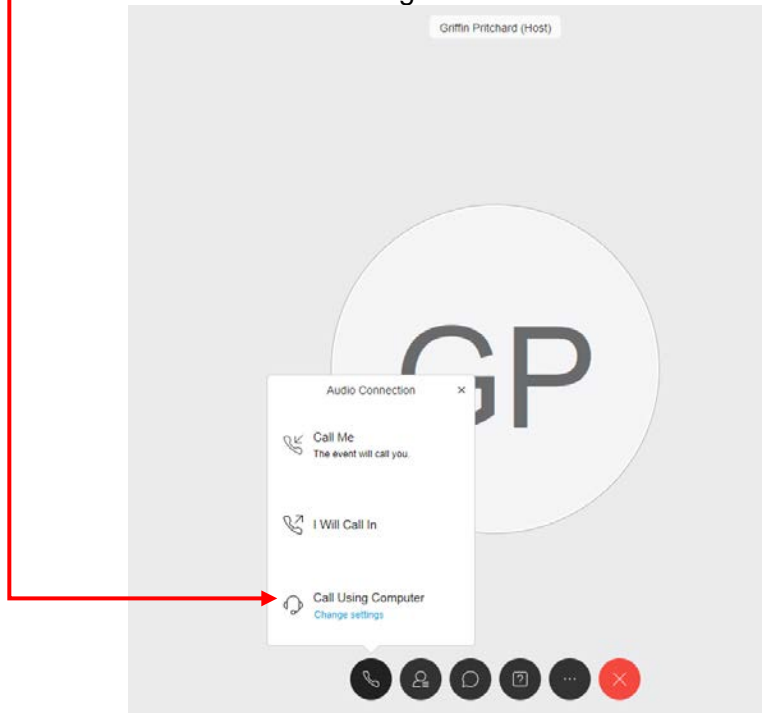 Griffin Pritchard (Host)
GP
Audio Connection
Call Me
The event will call you.
I Will Call In
Call Using Computer
Change settings